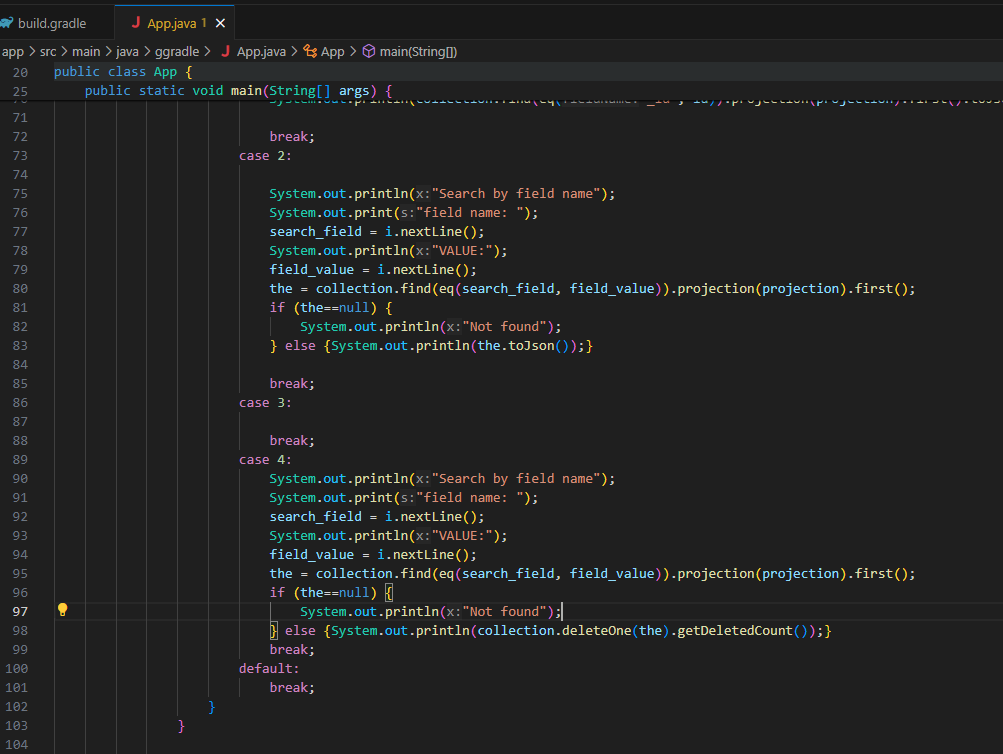 build.gradle
J App.java 1 ×
app > src > main > java > ggradle > J App.java > App > main(String[])
20 public class App {
25 public static void main(String[] args) {
71
72 break;
73 case 2:
74
75 System.out.println(x:"Search by field name");
76 System.out.print(s:"field name: ");
77 search_field = i.nextLine();
78 System.out.println(x:"VALUE:");
79 field_value = i.nextLine();
80 the = collection.find(eq(search_field, field_value)).projection(projection).first();
81 if (the==null) {
82 System.out.println(x:"Not found");
83 } else {System.out.println(the.toJson());}
84
85 break;
86 case 3:
87
88 break;
89 case 4:
90 System.out.println(x:"Search by field name");
91 System.out.print(s:"field name: ");
92 search_field = i.nextLine();
93 System.out.println(x:"VALUE:");
94 field_value = i.nextLine();
95 the = collection.find(eq(search_field, field_value)).projection(projection).first();
96 if (the==null) {
97 System.out.println(x:"Not found");
98 } else {System.out.println(collection.deleteOne(the).getDeletedCount());}
99 break;
100 default:
101 break;
102 }
103 }
104